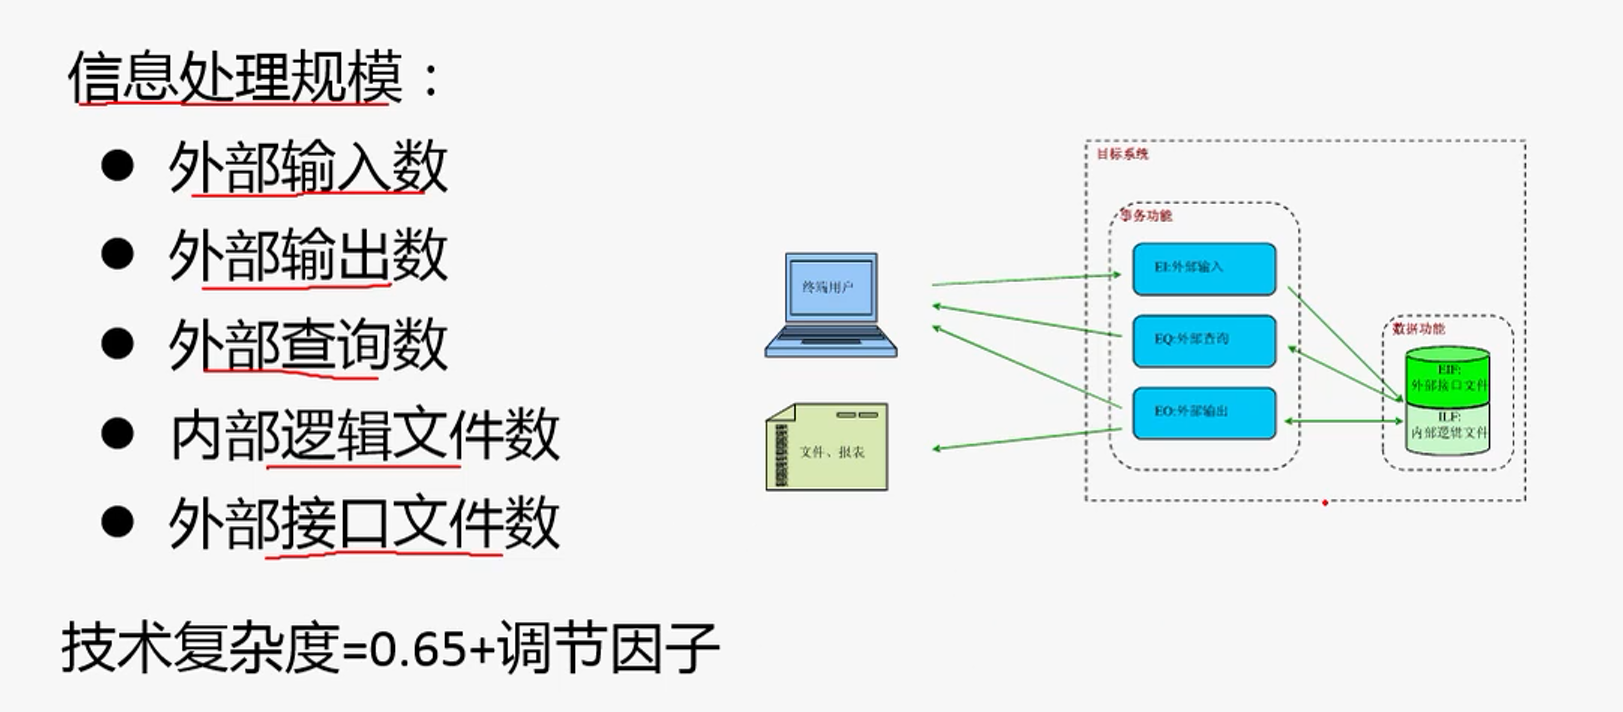 信息处理规模：
● 外部输入数
● 外部输出数
● 外部查询数
● 内部逻辑文件数
● 外部接口文件数
技术复杂度=0.65+调节因子
终端用户
文件、报表
目标系统
事务功能
EI:外部输入
EQ:外部查询
EO:外部输出
数据功能
EIF:
外部接口文件
ILF:
内部逻辑文件